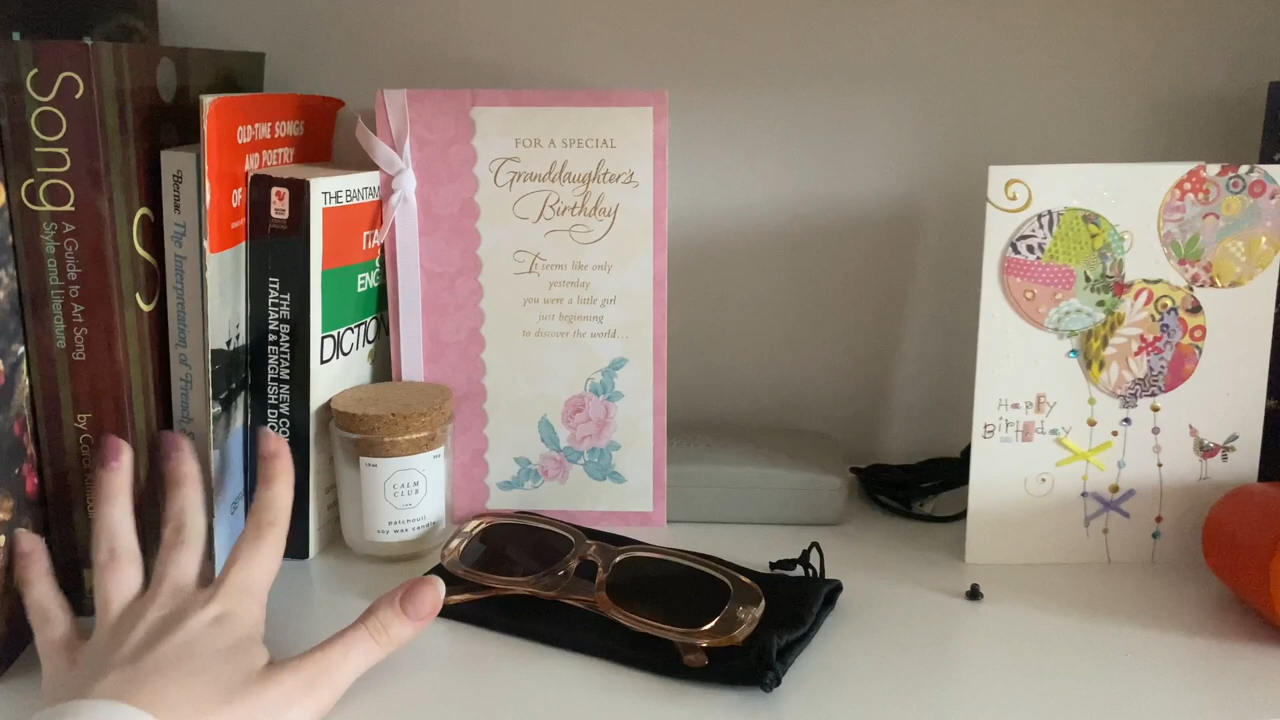 Song
A Guide to Art Song
Style and Literature
by Carol Kimball
Bernac The Interpretation of French S
OLD-TIME SONGS
AND POETRY
OF
THE BANTAM NEW CO
ITALIAN & ENGLISH DIC
THE BANTAM
ITA
&
ENG
DICTION
CALM
CLUB
patchouli
soy wax candle
FOR A SPECIAL
Granddaughter's
Birthday
It seems like only
yesterday
you were a little girl
just beginning
to discover the world...
Happy
Birthday